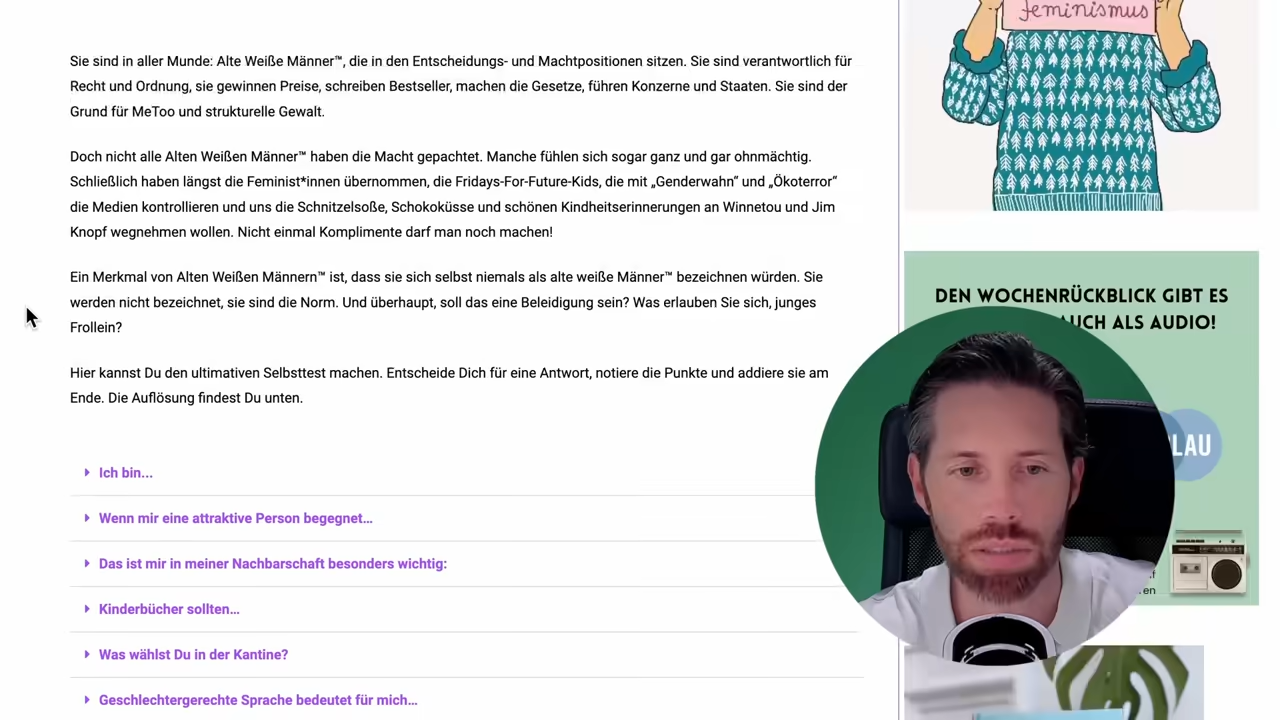 Sie sind in aller Munde: Alte Weiße Männer™, die in den Entscheidungs- und Machtpositionen sitzen. Sie sind verantwortlich für
Recht und Ordnung, sie gewinnen Preise, schreiben Bestseller, machen die Gesetze, führen Konzerne und Staaten. Sie sind der
Grund für MeToo und strukturelle Gewalt.
Doch nicht alle Alten Weißen Männer™ haben die Macht gepachtet. Manche fühlen sich sogar ganz und gar ohnmächtig.
Schließlich haben längst die Feminist*innen übernommen, die Fridays-For-Future-Kids, die mit „Genderwahn“ und „Ökoterror“
die Medien kontrollieren und uns die Schnitzelsoße, Schokoküsse und schönen Kindheitserinnerungen an Winnetou und Jim
Knopf wegnehmen wollen. Nicht einmal Komplimente darf man noch machen!
Ein Merkmal von Alten Weißen Männern™ ist, dass sie sich selbst niemals als alte weiße Männer™ bezeichnen würden. Sie
werden nicht bezeichnet, sie sind die Norm. Und überhaupt, soll das eine Beleidigung sein? Was erlauben Sie sich, junges
Frollein?
Hier kannst Du den ultimativen Selbsttest machen. Entscheide Dich für eine Antwort, notiere die Punkte und addiere sie am
Ende. Die Auflösung findest Du unten.
Ich bin...
Wenn mir eine attraktive Person begegnet...
Das ist mir in meiner Nachbarschaft besonders wichtig:
Kinderbücher sollten...
Was wählst Du in der Kantine?
Geschlechtergerechte Sprache bedeutet für mich...
feminismus
DEN WOCHENRÜCKBLICK GIBT ES
AUCH ALS AUDIO!
LAU